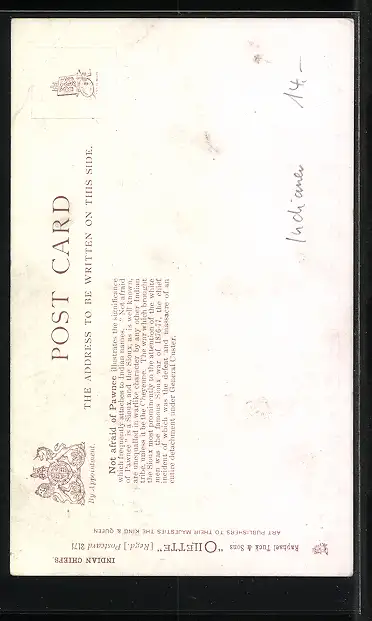 POST CARD
THE ADDRESS TO BE WRITTEN ON THIS SIDE.
By Appointment.
Not afraid of Pawnee illustrates the significance
which frequently attaches to Indian names. "Not afraid
of Pawnee" is a Sioux, and the Sioux, as is well known,
are unequalled in warlike character by any other Indian
tribe, unless it be the Cheyenne. The war which brought
the Sioux most prominently to the attention of the white
men was the famous Sioux war of 1876-77, the chief
incident of which was the defeat and massacre of an
entire detachment under General Custer.
Indianer 14 –
INDIAN CHIEFS.
Raphael Tuck & Sons "OILETTE" [Regd.] Postcard 2171
ART PUBLISHERS TO THEIR MAJESTIES THE KING & QUEEN